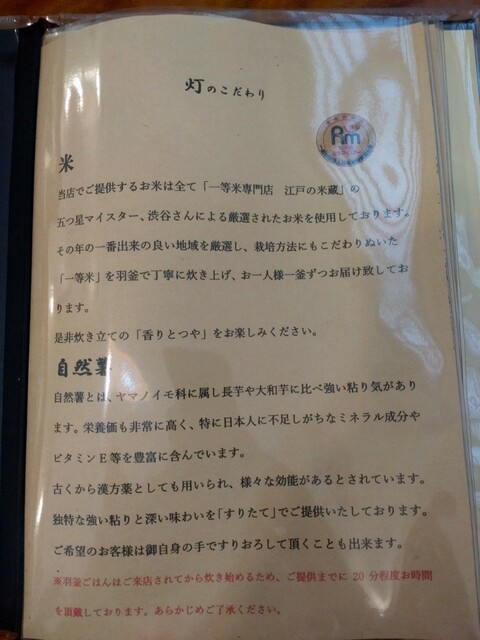 灯のこだわり
Rm
米
当店でご提供するお米は全て「一等米専門店　江戸の米蔵」の
五つ星マイスター、渋谷さんによる厳選されたお米を使用しております。
その年の一番出来の良い地域を厳選し、栽培方法にもこだわりぬいた
「一等米」を羽釜で丁寧に炊き上げ、お一人様一釜ずつお届け致してお
ります。
是非炊き立ての「香りとつや」をお楽しみください。
自然薯
自然薯とは、ヤマノイモ科に属し長芋や大和芋に比べ強い粘り気があり
ます。栄養価も非常に高く、特に日本人に不足しがちなミネラル成分や
ビタミンE等を豊富に含んでいます。
古くから漢方薬としても用いられ、様々な効能があるとされています。
独特な強い粘りと深い味わいを「すりたて」でご提供いたしております。
ご希望のお客様は御自身の手ですりおろして頂くことも出来ます。
※羽釜ごはんはご来店されてから炊き始めるため、ご提供までに 20 分程度お時間
を頂戴しております。あらかじめご了承ください。